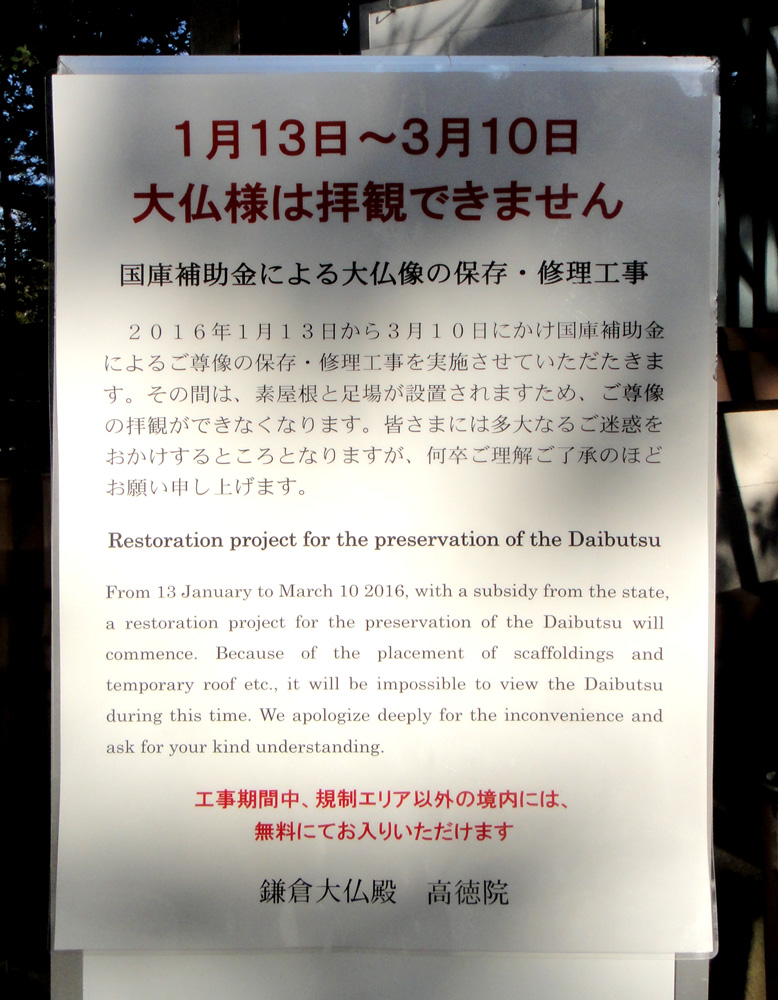 1月13日～3月10日
大仏様は拝観できません
国庫補助金による大仏像の保存・修理工事
２０１６年１月１３日から３月１０日にかけ国庫補助金
によるご尊像の保存・修理工事を実施させていただたきま
す。その間は、素屋根と足場が設置されますため、ご尊像
の拝観ができなくなります。皆さまには多大なるご迷惑を
おかけするところとなりますが、何卒ご理解ご了承のほど
お願い申し上げます。
Restoration project for the preservation of the Daibutsu
From 13 January to March 10 2016, with a subsidy from the state,
a restoration project for the preservation of the Daibutsu will
commence. Because of the placement of scaffoldings and
temporary roof etc., it will be impossible to view the Daibutsu
during this time. We apologize deeply for the inconvenience and
ask for your kind understanding.
工事期間中、規制エリア以外の境内には、
無料にてお入りいただけます
鎌倉大仏殿　高徳院